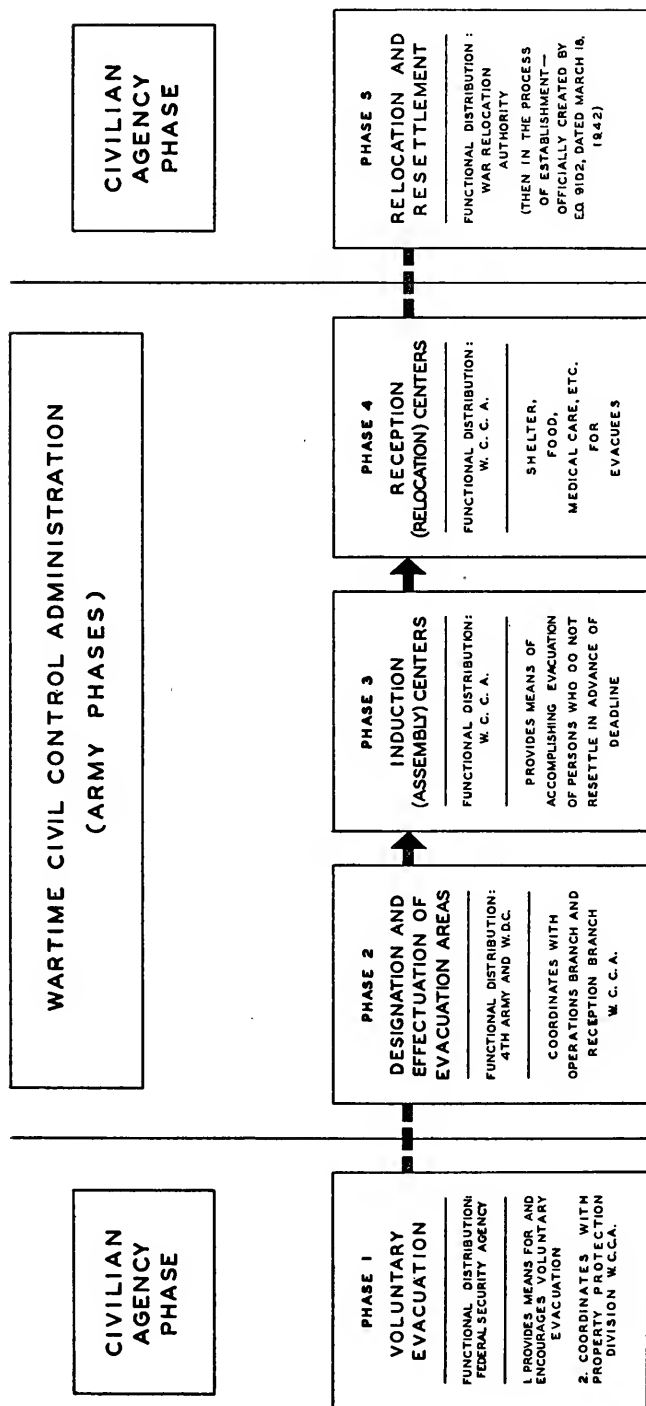 CIVILIAN
AGENCY
PHASE
WARTIME CIVIL CONTROL ADMINISTRATION
(ARMY PHASES)
CIVILIAN
AGENCY
PHASE
PHASE 1
VOLUNTARY
EVACUATION
FUNCTIONAL DISTRIBUTION:
FEDERAL SECURITY AGENCY
1. PROVIDES MEANS FOR AND
ENCOURAGES VOLUNTARY
EVACUATION
2. COORDINATES WITH
PROPERTY PROTECTION
DIVISION W.C.C.A.
PHASE 2
DESIGNATION AND
EFFECTUATION OF
EVACUATION AREAS
FUNCTIONAL DISTRIBUTION:
4TH ARMY AND W.D.C.
COORDINATES WITH
OPERATIONS BRANCH AND
RECEPTION BRANCH
W. C. C. A.
PHASE 3
INDUCTION
(ASSEMBLY) CENTERS
FUNCTIONAL DISTRIBUTION:
W. C. C. A.
PROVIDES MEANS OF
ACCOMPLISHING EVACUATION
OF PERSONS WHO DO NOT
RESETTLE IN ADVANCE OF
DEADLINE
PHASE 4
RECEPTION
(RELOCATION) CENTERS
FUNCTIONAL DISTRIBUTION:
W. C. C. A.
SHELTER,
FOOD,
MEDICAL CARE, ETC.
FOR
EVACUEES
PHASE 5
RELOCATION AND
RESETTLEMENT
FUNCTIONAL DISTRIBUTION:
WAR RELOCATION
AUTHORITY
(THEN IN THE PROCESS
OF ESTABLISHMENT—
OFFICIALLY CREATED BY
E.O. 9102, DATED MARCH 18,
1942)